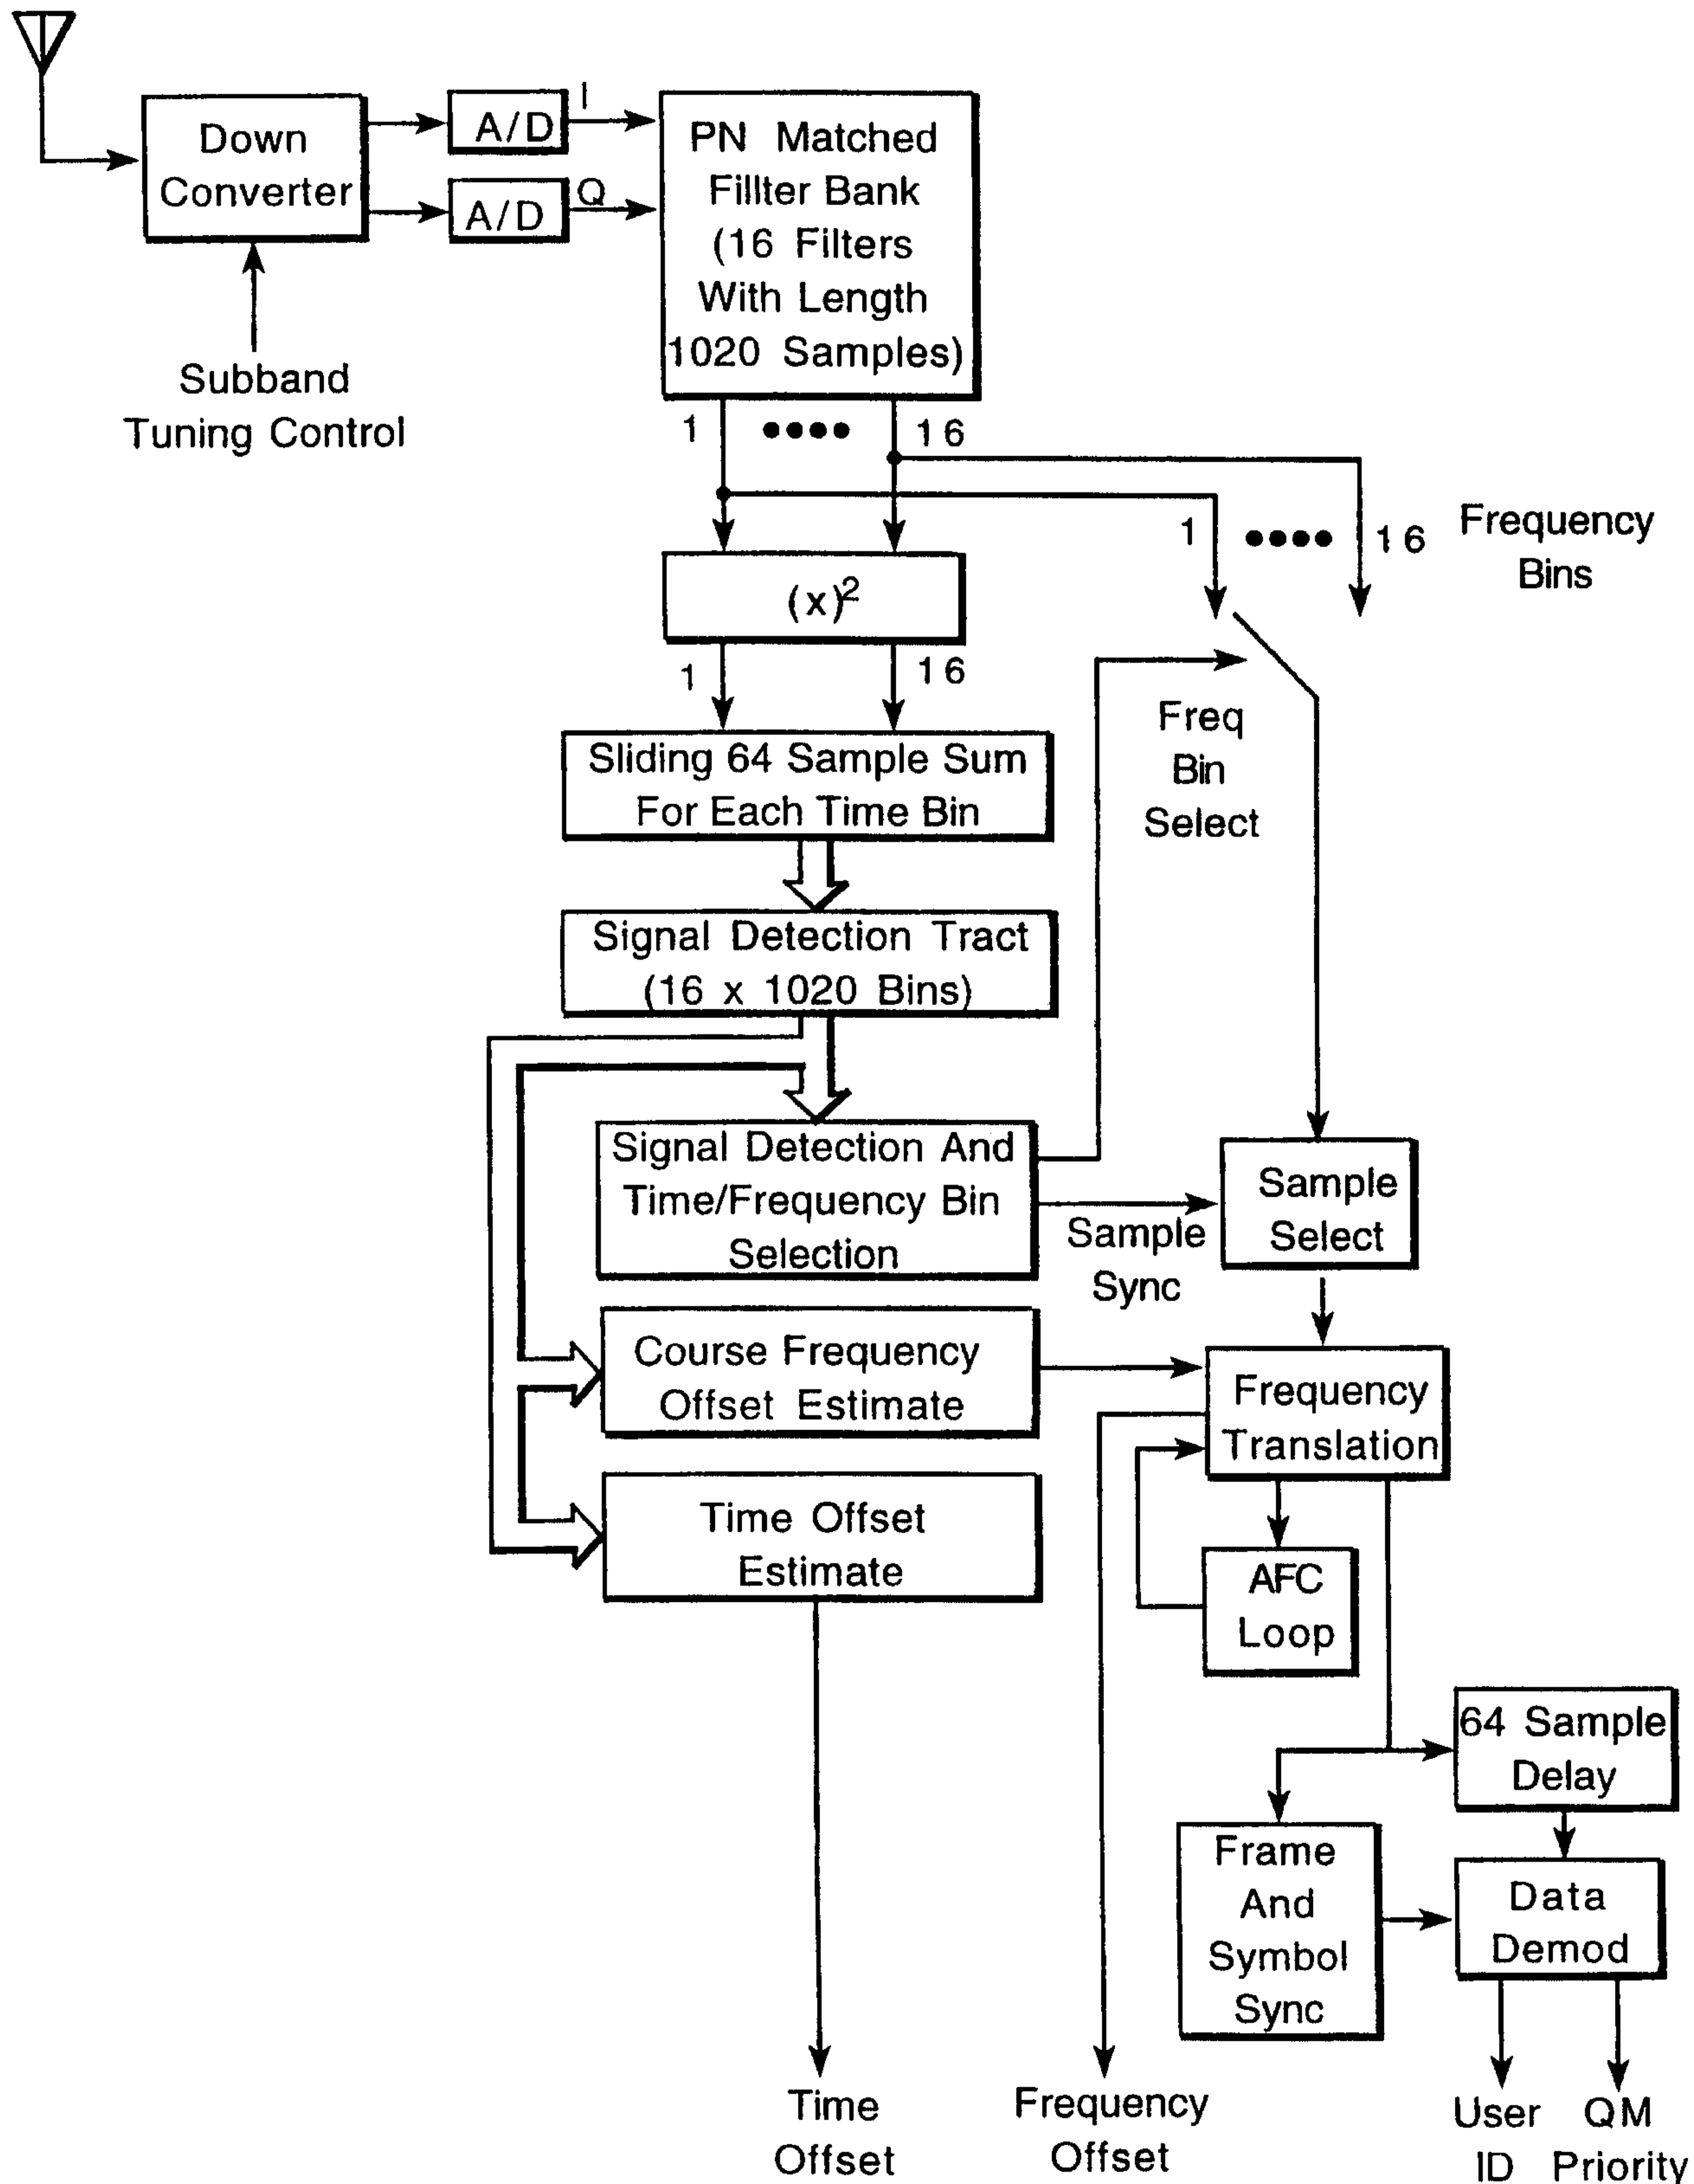 Down
Converter
A/D
I
A/D
Q
PN Matched
Fillter Bank
(16 Filters
With Length
1020 Samples)
Subband
Tuning Control
1
16
1
16
Frequency
Bins
(x)²
1
16
Freq
Bin
Select
Sliding 64 Sample Sum
For Each Time Bin
Signal Detection Tract
(16 x 1020 Bins)
Signal Detection And
Time/Frequency Bin
Selection
Sample
Sync
Sample
Select
Course Frequency
Offset Estimate
Frequency
Translation
Time Offset
Estimate
AFC
Loop
64 Sample
Delay
Frame
And
Symbol
Sync
Data
Demod
Time
Offset
Frequency
Offset
User
ID
QM
Priority